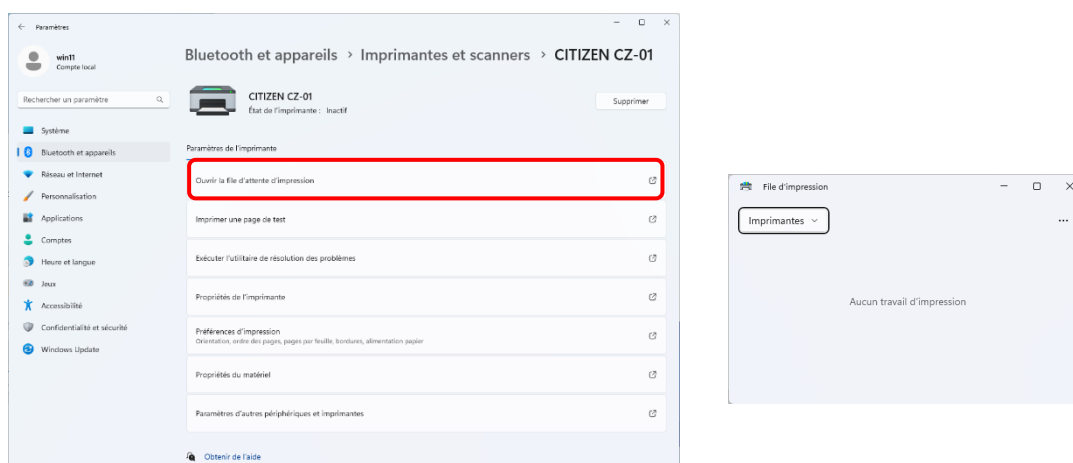 Paramètres
win11
Compte local
Rechercher un paramètre
Système
Bluetooth et appareils
Réseau et Internet
Personnalisation
Applications
Comptes
Heure et langue
Jeux
Accessibilité
Confidentialité et sécurité
Windows Update
Bluetooth et appareils > Imprimantes et scanners > CITIZEN CZ-01
CITIZEN CZ-01
État de l'imprimante : Inactif
Supprimer
Paramètres de l'imprimante
Ouvrir la file d'attente d'impression
Imprimer une page de test
Exécuter l'utilitaire de résolution des problèmes
Propriétés de l'imprimante
Préférences d'impression
Orientation, ordre des pages, pages par feuille, bordures, alimentation papier
Propriétés du matériel
Paramètres d'autres périphériques et imprimantes
Obtenir de l'aide
File d'impression
Imprimantes
Aucun travail d'impression